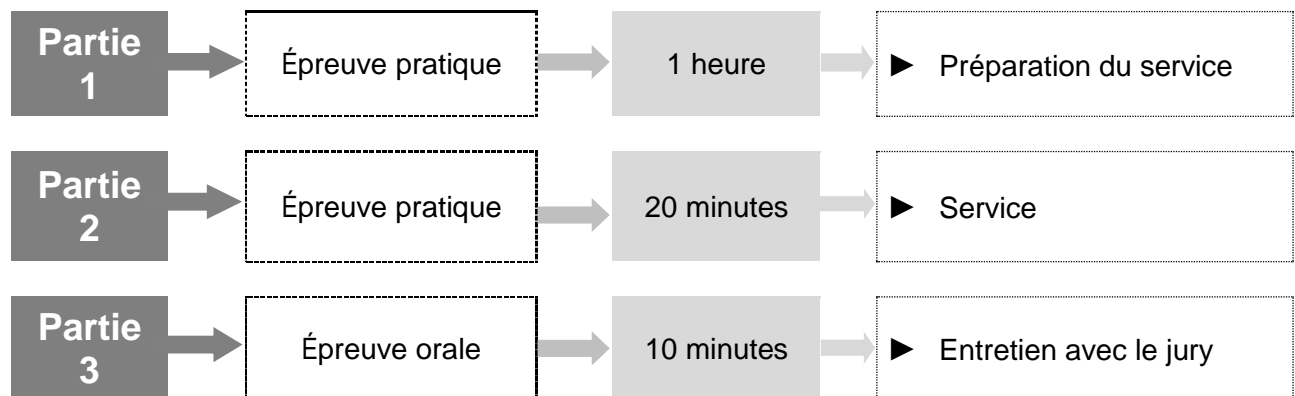 Partie
1
Épreuve pratique
1 heure
► Préparation du service
Partie
2
Épreuve pratique
20 minutes
► Service
Partie
3
Épreuve orale
10 minutes
► Entretien avec le jury